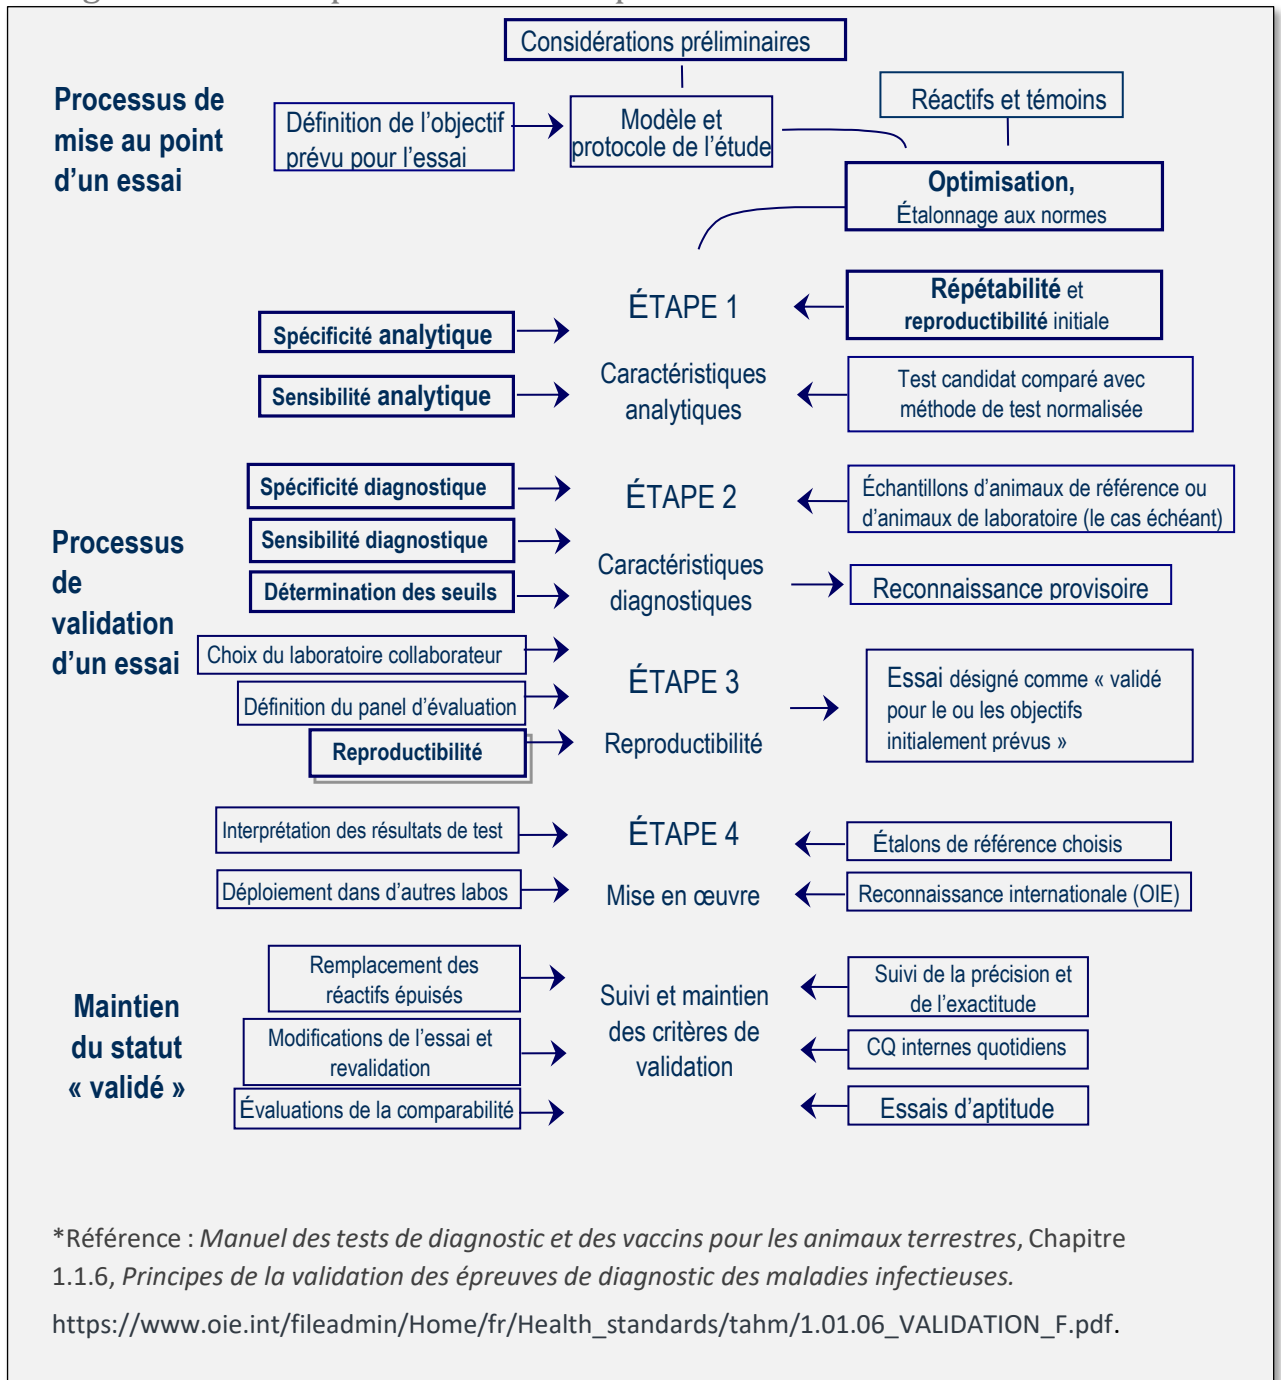 Considérations préliminaires
Processus de
mise au point
d'un essai
Définition de l'objectif
prévu pour l'essai
Modèle et
protocole de l'étude
Réactifs et témoins
Optimisation,
Étalonnage aux normes
ÉTAPE 1
Répétabilité et
reproductibilité initiale
Spécificité analytique
Sensibilité analytique
Caractéristiques
analytiques
Test candidat comparé avec
méthode de test normalisée
Processus
de
validation
d'un essai
Spécificité diagnostique
Sensibilité diagnostique
Détermination des seuils
ÉTAPE 2
Caractéristiques
diagnostiques
Échantillons d'animaux de référence ou
d'animaux de laboratoire (le cas échéant)
Reconnaissance provisoire
Choix du laboratoire collaborateur
Définition du panel d'évaluation
Reproductibilité
ÉTAPE 3
Reproductibilité
Essai désigné comme « validé
pour le ou les objectifs
initialement prévus »
Interprétation des résultats de test
Déploiement dans d'autres labos
ÉTAPE 4
Mise en œuvre
Étalons de référence choisis
Reconnaissance internationale (OIE)
Maintien
du statut
« validé »
Remplacement des
réactifs épuisés
Modifications de l'essai et
revalidation
Évaluations de la comparabilité
Suivi et maintien
des critères de
validation
Suivi de la précision et
de l'exactitude
CQ internes quotidiens
Essais d'aptitude
*Référence : Manuel des tests de diagnostic et des vaccins pour les animaux terrestres, Chapitre
1.1.6, Principes de la validation des épreuves de diagnostic des maladies infectieuses.
https://www.oie.int/fileadmin/Home/fr/Health_standards/tahm/1.01.06_VALIDATION_F.pdf.